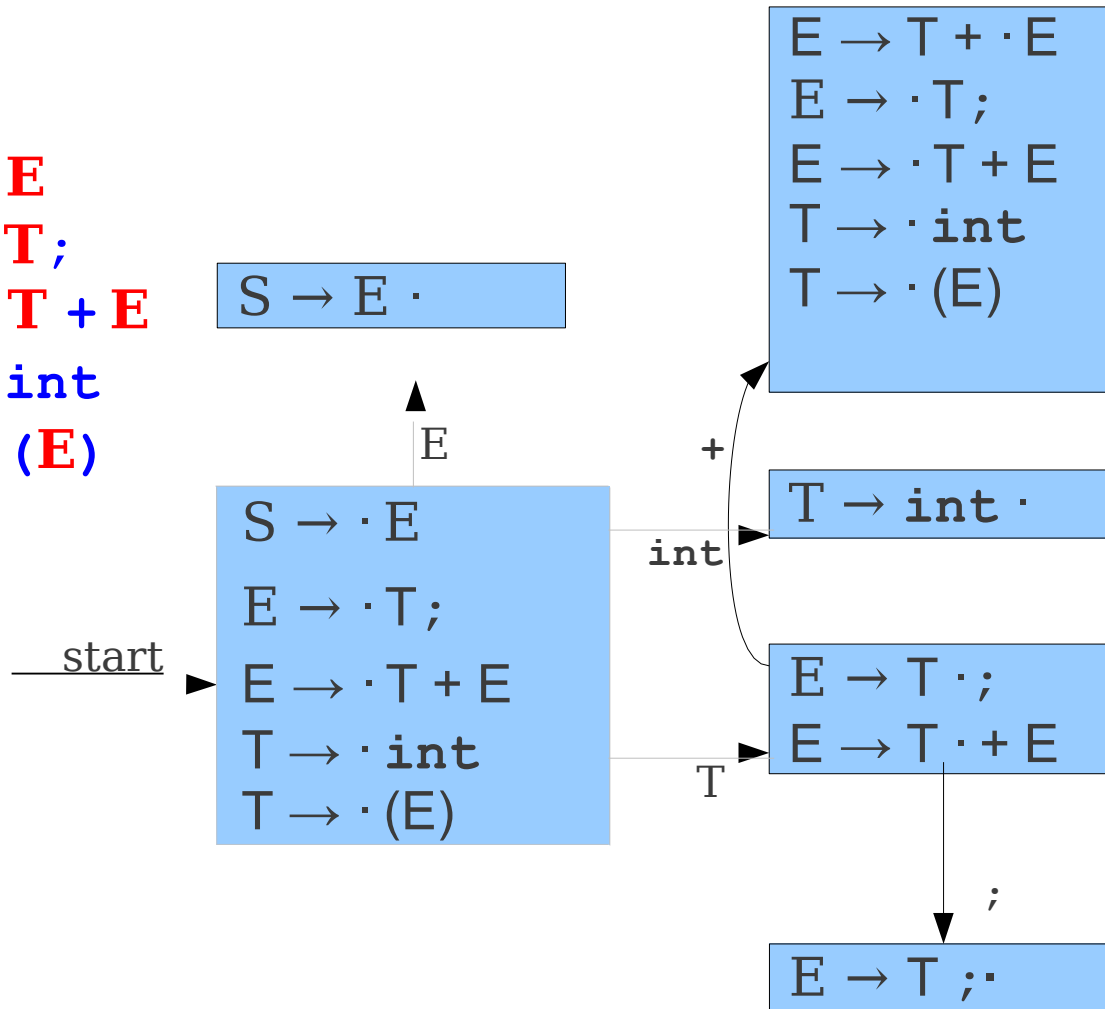 E
T;
T + E
int
(E)
S → E ·
E
start
S → · E
E → · T;
E → · T + E
T → · int
T → · (E)
int
T
+
E → T + · E
E → · T;
E → · T + E
T → · int
T → · (E)
T → int ·
E → T ·;
E → T · + E
;
E → T ;·